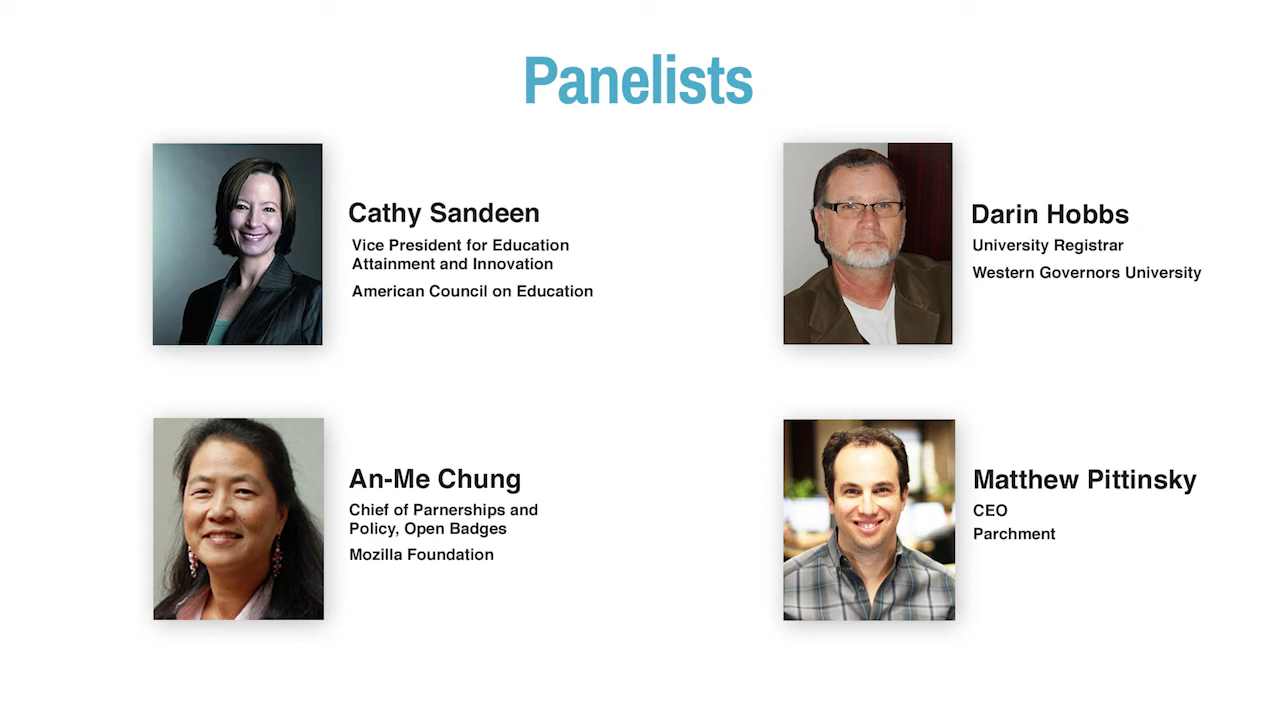 Panelists
Cathy Sandeen
Vice President for Education
Attainment and Innovation
American Council on Education
Darin Hobbs
University Registrar
Western Governors University
An-Me Chung
Chief of Parnerships and
Policy, Open Badges
Mozilla Foundation
Matthew Pittinsky
CEO
Parchment